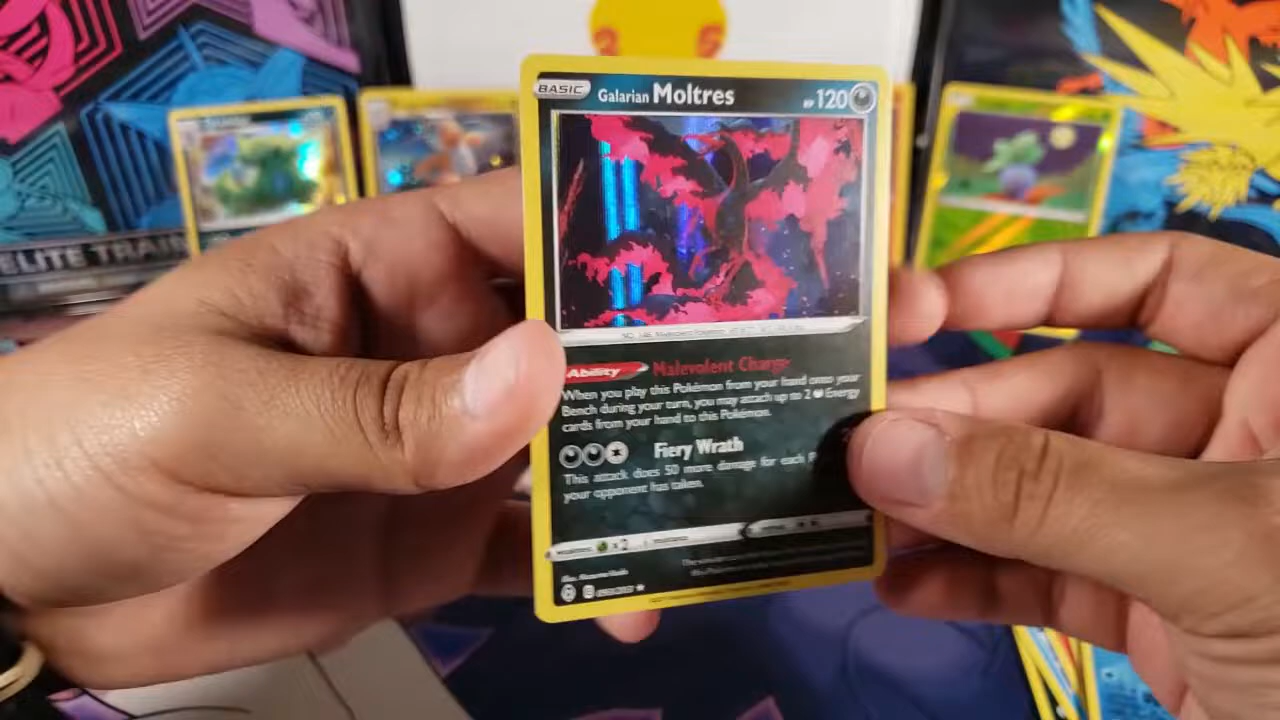 ELITE TRAI
BASIC
Galarian Moltres
HP 120
Ability Malevolent Charge
When you play this Pokémon from your hand onto your
Bench during your turn, you may attach up to 2 Energy
cards from your hand to this Pokémon.
Fiery Wrath
This attack does 50 more damage for each P
your opponent has taken.